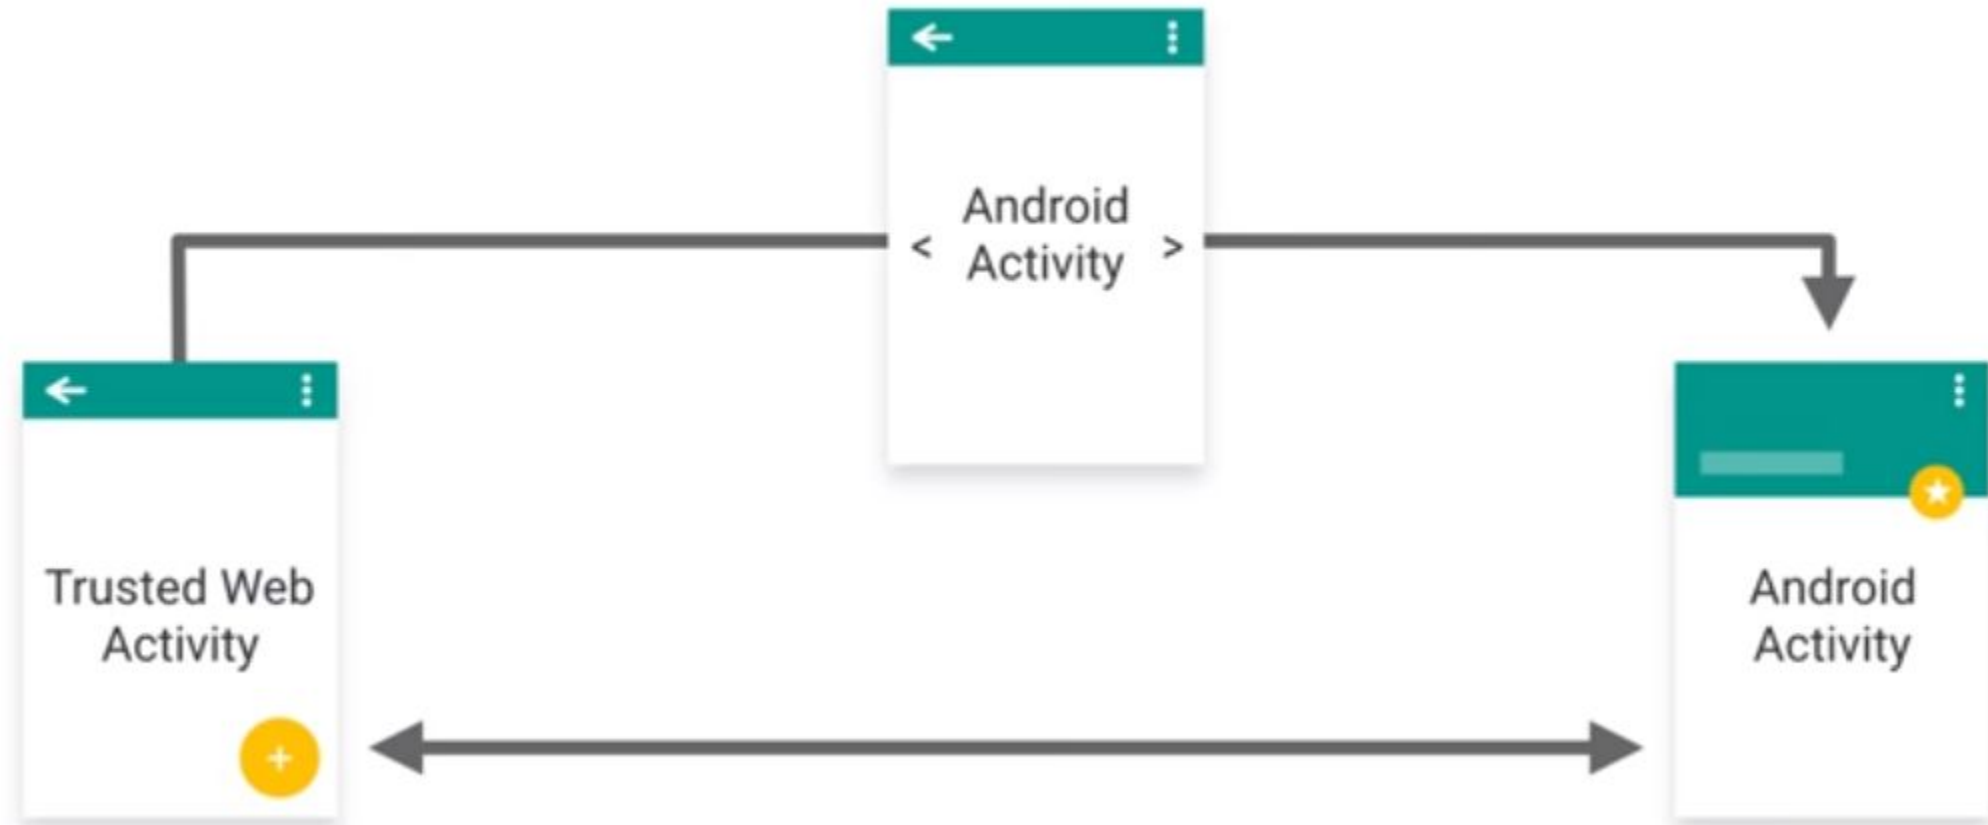 Android
< Activity >
Trusted Web
Activity
Android
Activity